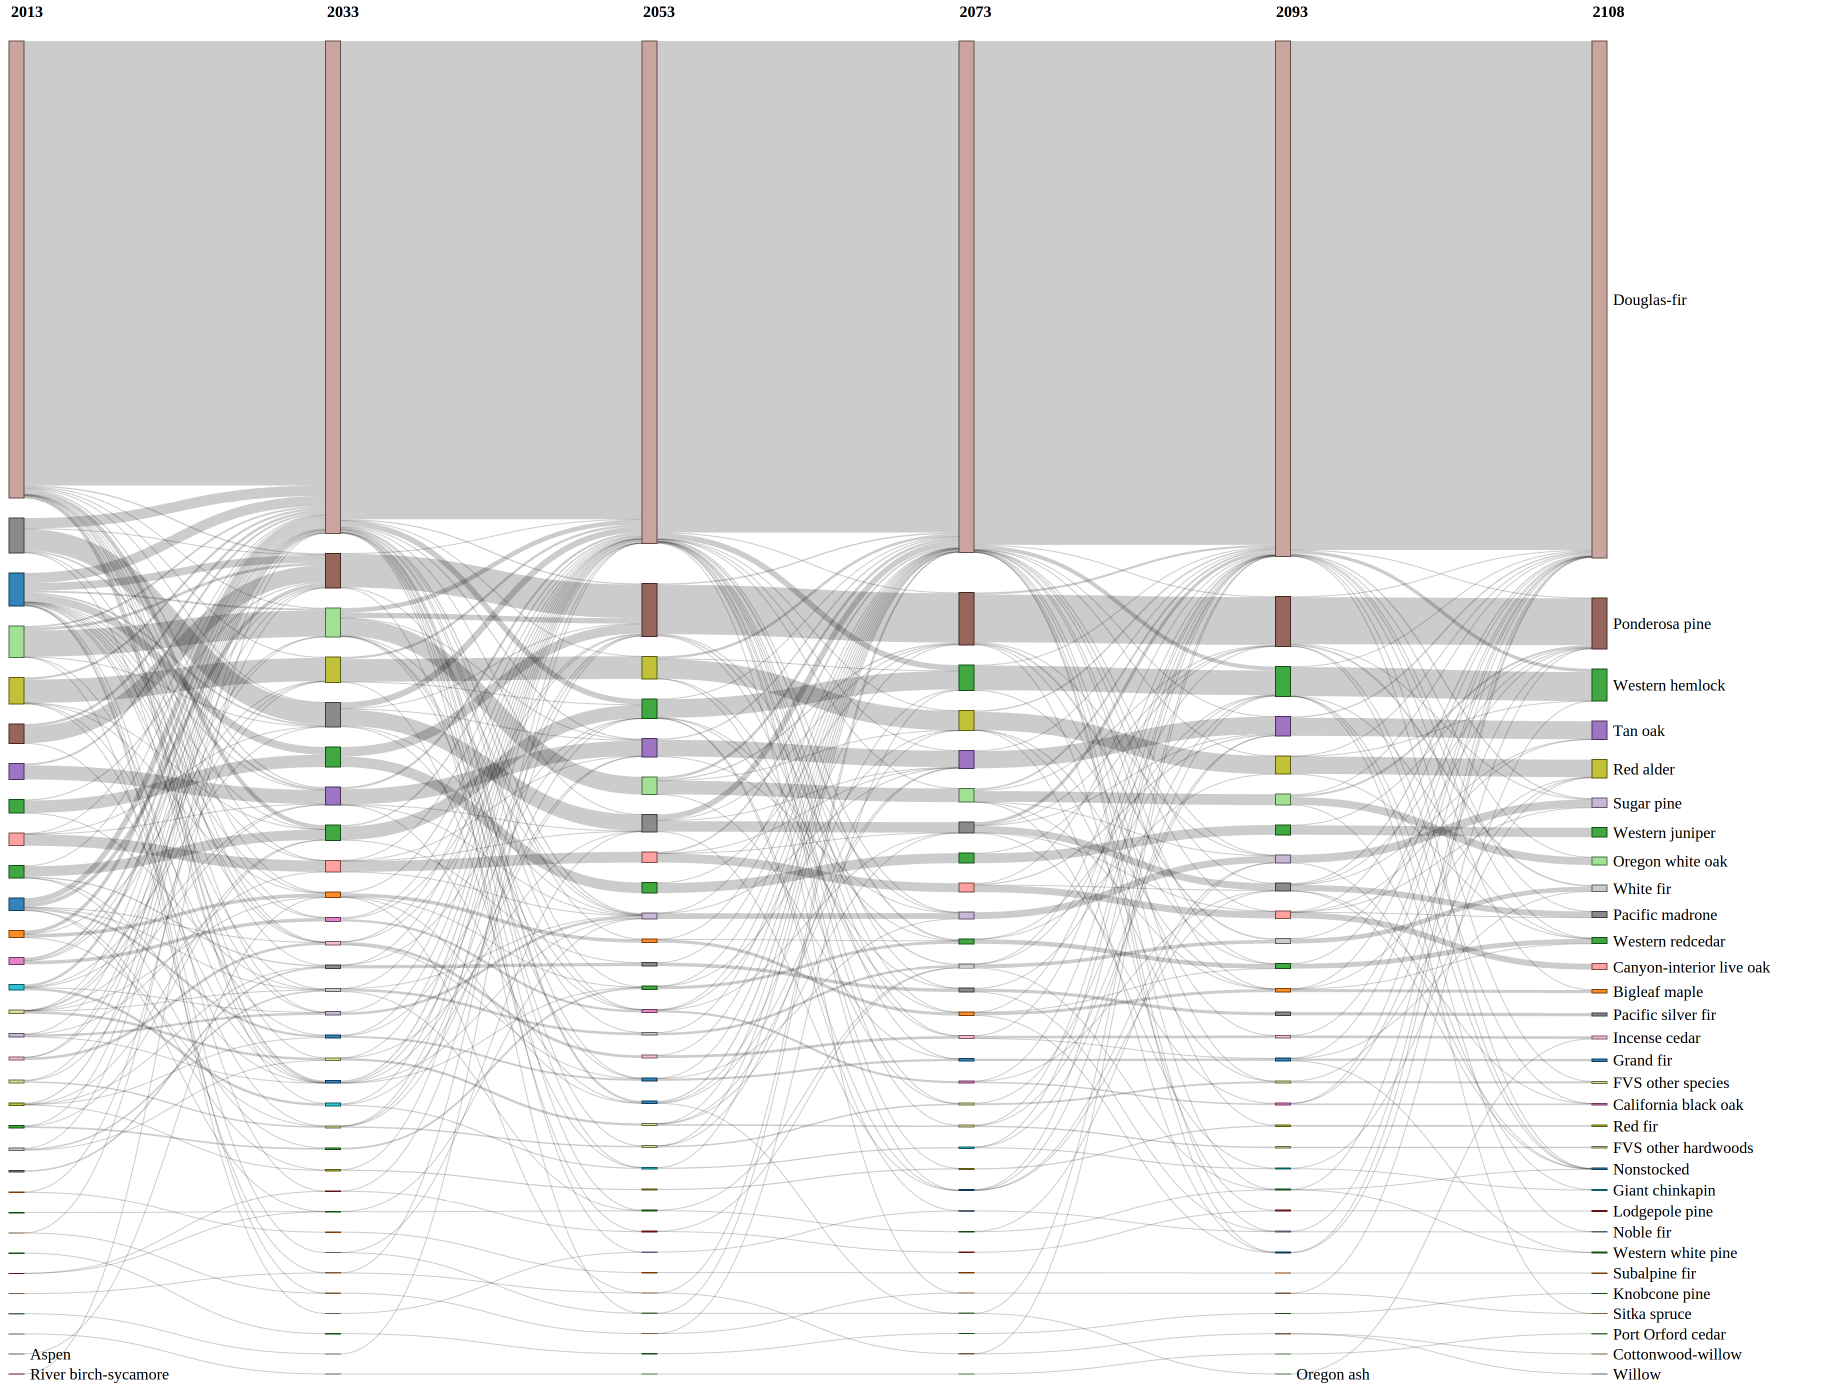 2013 2033 2053 2073 2093 2108
Douglas-fir
Ponderosa pine
Western hemlock
Tan oak
Red alder
Sugar pine
Western juniper
Oregon white oak
White fir
Pacific madrone
Western redcedar
Canyon-interior live oak
Bigleaf maple
Pacific silver fir
Incense cedar
Grand fir
FVS other species
California black oak
Red fir
FVS other hardwoods
Nonstocked
Giant chinkapin
Lodgepole pine
Noble fir
Western white pine
Subalpine fir
Knobcone pine
Sitka spruce
Port Orford cedar
Aspen Cottonwood-willow
River birch-sycamore Oregon ash Willow